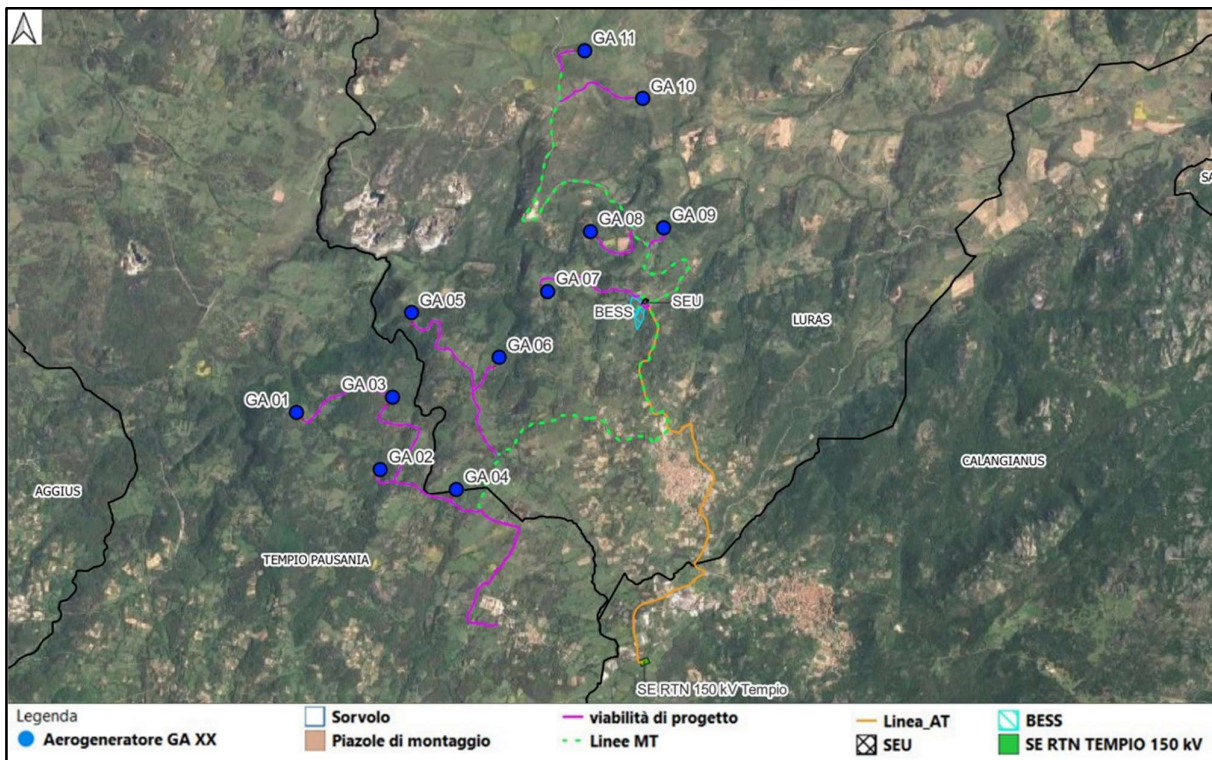 GA 11
GA 10
SA
GA 08
GA 09
GA 07
SEU
GA 05
BESS
LURAS
GA 06
GA 03
GA 01
GA 02
GA 04
CALANGIANUS
AGGIUS
TEMPIO PAUSANIA
SE RTN 150 kV Tempio
Legenda
Aerogeneratore GA XX
Sorvolo
Piazole di montaggio
viabilità di progetto
Linee MT
Linea_AT
SEU
BESS
SE RTN TEMPIO 150 kV